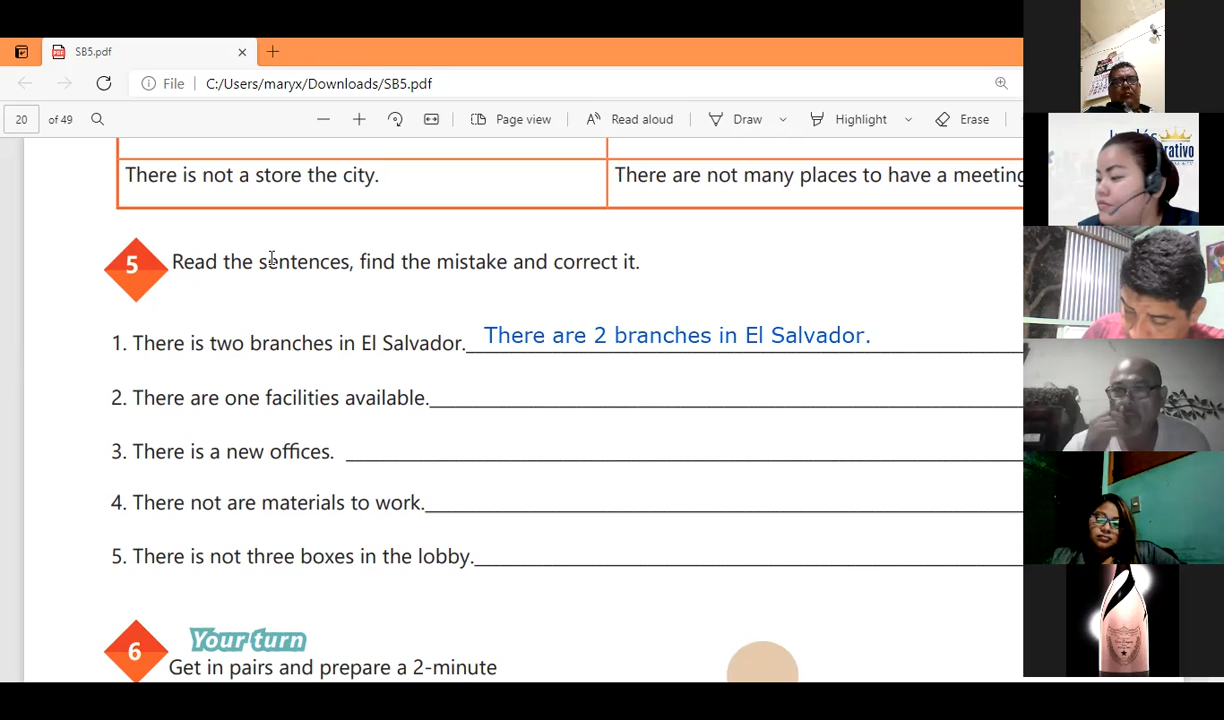 SB5.pdf
File C:/Users/maryx/Downloads/SB5.pdf
20 of 49 Page view Read aloud Draw Highlight Erase
There is not a store the city. There are not many places to have a meeting
5 Read the sentences, find the mistake and correct it.
1. There is two branches in El Salvador. There are 2 branches in El Salvador.
2. There are one facilities available.
3. There is a new offices.
4. There not are materials to work.
5. There is not three boxes in the lobby.
6 Your turn
Get in pairs and prepare a 2-minute